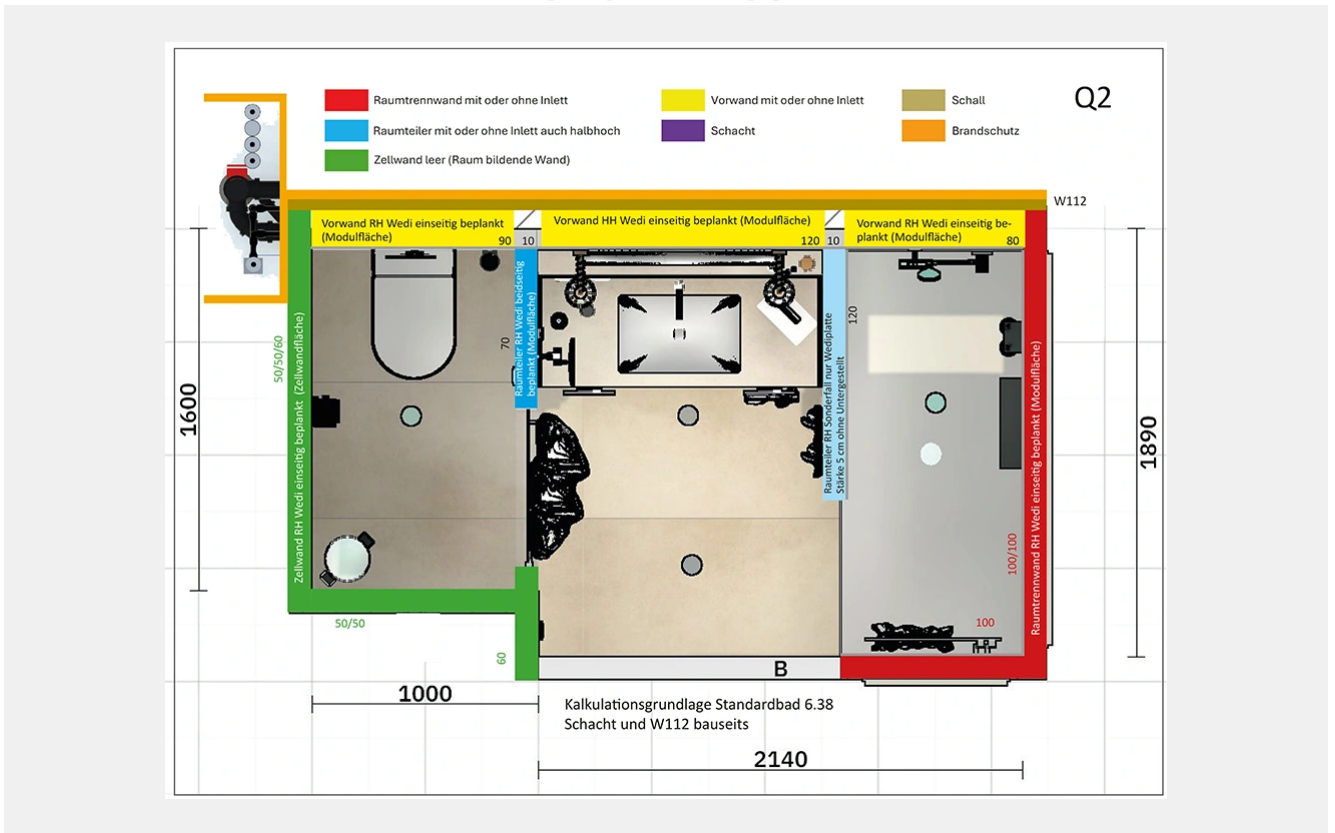 Q2
Raumtrennwand mit oder ohne Inlett
Vorwand mit oder ohne Inlett
Schall
Raumteiler mit oder ohne Inlett auch halbhoch
Schacht
Brandschutz
Zellwand leer (Raum bildende Wand)
W112
Vorwand RH Wedi einseitig beplankt
(Modulfläche)
90
10
Vorwand HH Wedi einseitig beplankt (Modulfläche)
120
10
Vorwand RH Wedi einseitig be-
plankt (Modulfläche)
80
Zellwand RH Wedi einseitig beplankt (Zellwandfläche)
50/50/60
70
Raumteiler RH Wedi beidseitig
beplankt (Modulfläche)
Raumteiler RH Sonderfall nur Wediplatte
Stärke 5 cm ohne Untergestellt
120
Raumtrennwand RH Wedi einseitig beplankt (Modulfläche)
100/100
100
1600
1890
50/50
60
B
1000
Kalkulationsgrundlage Standardbad 6.38
Schacht und W112 bauseits
2140